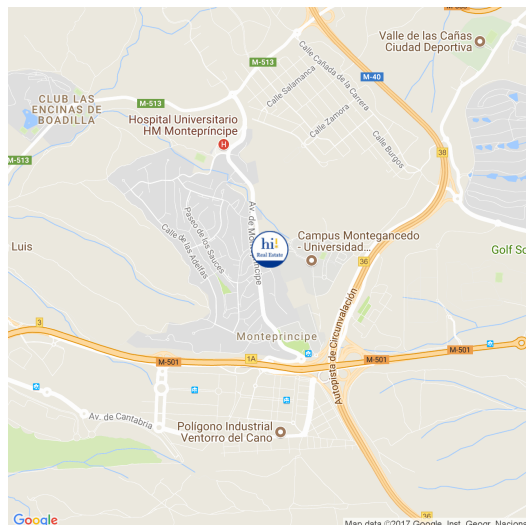 M-50
Valle de las Cañas
Ciudad Deportiva
M-513
M-40
Calle Cañada de la Carrera
Calle Salamanca
CLUB LAS
ENCINAS DE
BOADILLA
M-513
Hospital Universitario
HM Montepríncipe
H
Calle Zamora
Calle Burgos
38
M-513
Paseo de los Sauces
Calle de las Adelfas
Av. de Montepríncipe
hi!
Real Estate
Campus Montegancedo
- Universidad...
Luis
Golf So
36
Autopista de Circunvalación
3
Montepríncipe
M-501
1A
M-501
M-501
Av. de Cantabria
Polígono Industrial
Ventorro del Cano
36
Google
Map data ©2017 Google, Inst. Geogr. Nacional